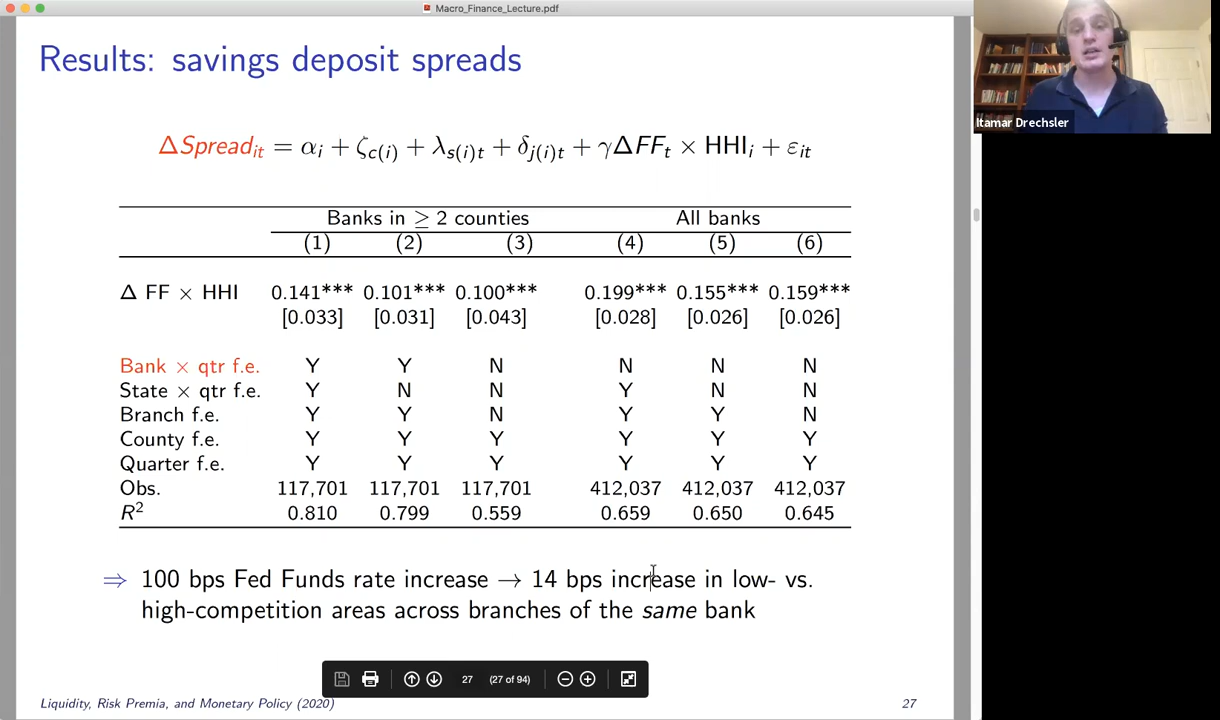 Macro_Finance_Lecture.pdf
Results: savings deposit spreads
ΔSpread_it = α_i + ζ_c(i) + λ_s(i)t + δ_j(i)t + γΔFF_t × HHI_i + ε_it
Banks in ≥ 2 counties All banks
(1) (2) (3) (4) (5) (6)
Δ FF × HHI 0.141*** 0.101*** 0.100*** 0.199*** 0.155*** 0.159***
[0.033] [0.031] [0.043] [0.028] [0.026] [0.026]
Bank × qtr f.e. Y Y N N N N
State × qtr f.e. Y N N Y N N
Branch f.e. Y Y N Y Y N
County f.e. Y Y Y Y Y Y
Quarter f.e. Y Y Y Y Y Y
Obs. 117,701 117,701 117,701 412,037 412,037 412,037
R² 0.810 0.799 0.559 0.659 0.650 0.645
⇒ 100 bps Fed Funds rate increase → 14 bps increase in low- vs.
high-competition areas across branches of the same bank
27 (27 of 94)
Liquidity, Risk Premia, and Monetary Policy (2020) 27
Itamar Drechsler